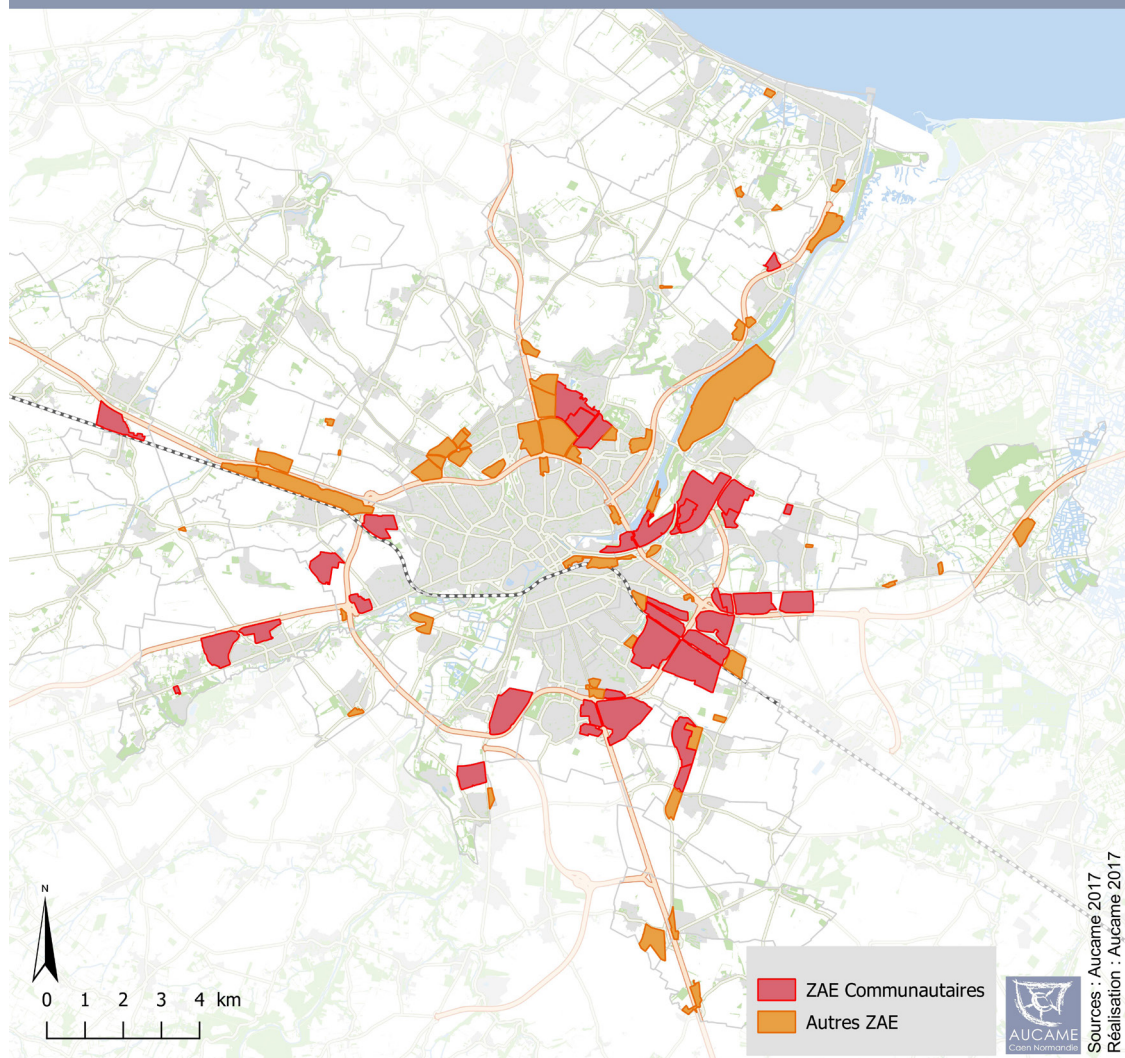 N
0 1 2 3 4 km
ZAE Communautaires
Autres ZAE
AUCAME
Caen Normandie
Sources : Aucame 2017
Réalisation : Aucame 2017